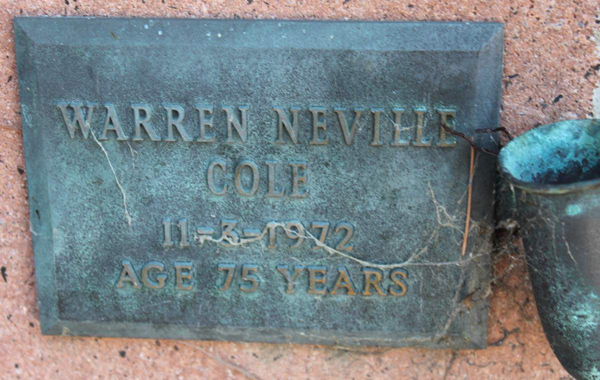 WARREN NEVILLE
COLE
11-3-1972
AGE 75 YEARS